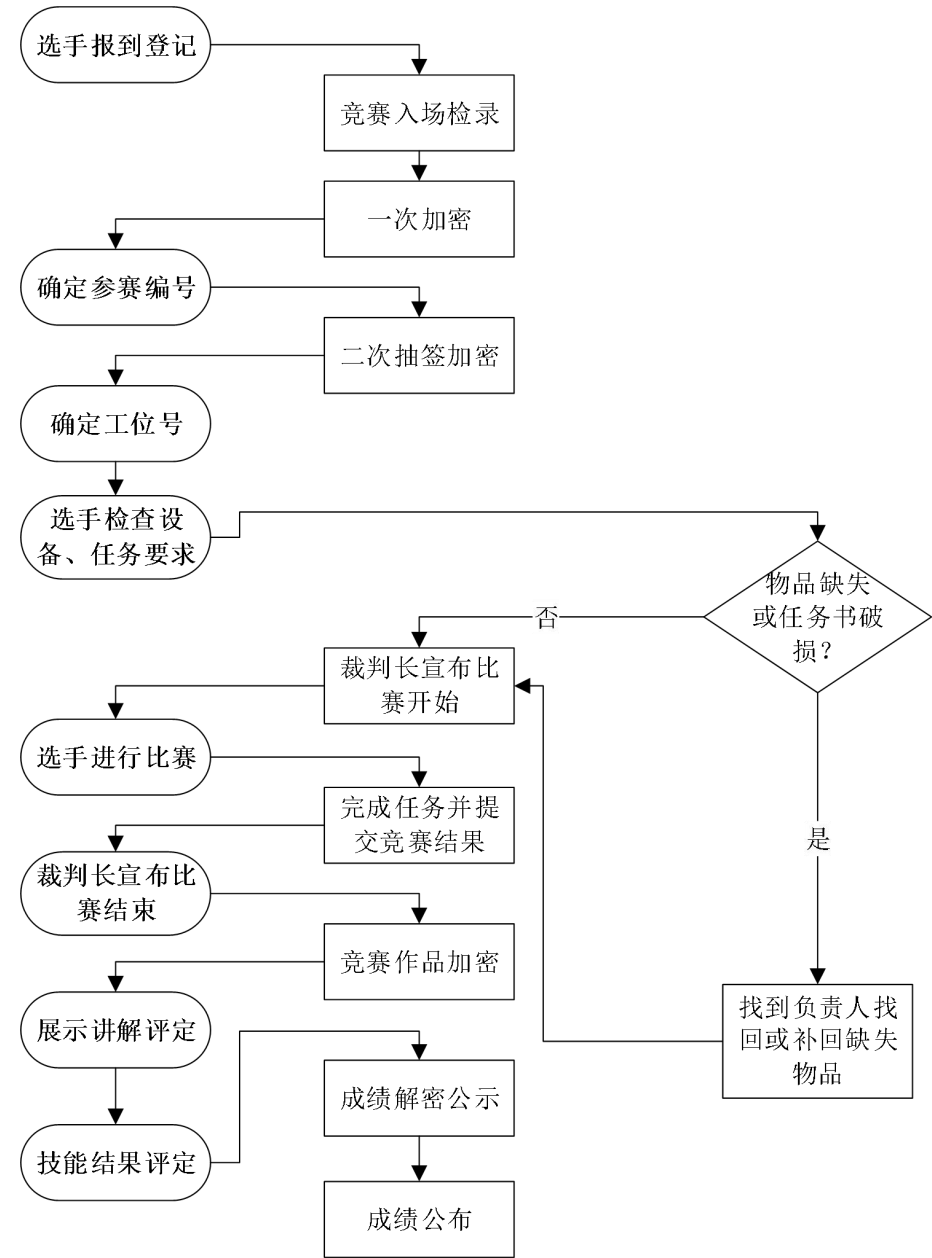 选手报到登记
竞赛入场检录
一次加密
确定参赛编号
二次抽签加密
确定工位号
选手检查设
备、任务要求
物品缺失
或任务书破
损？
否
裁判长宣布比
赛开始
选手进行比赛
完成任务并提
交竞赛结果
是
裁判长宣布比
赛结束
竞赛作品加密
找到负责人找
回或补回缺失
物品
展示讲解评定
成绩解密公示
技能结果评定
成绩公布